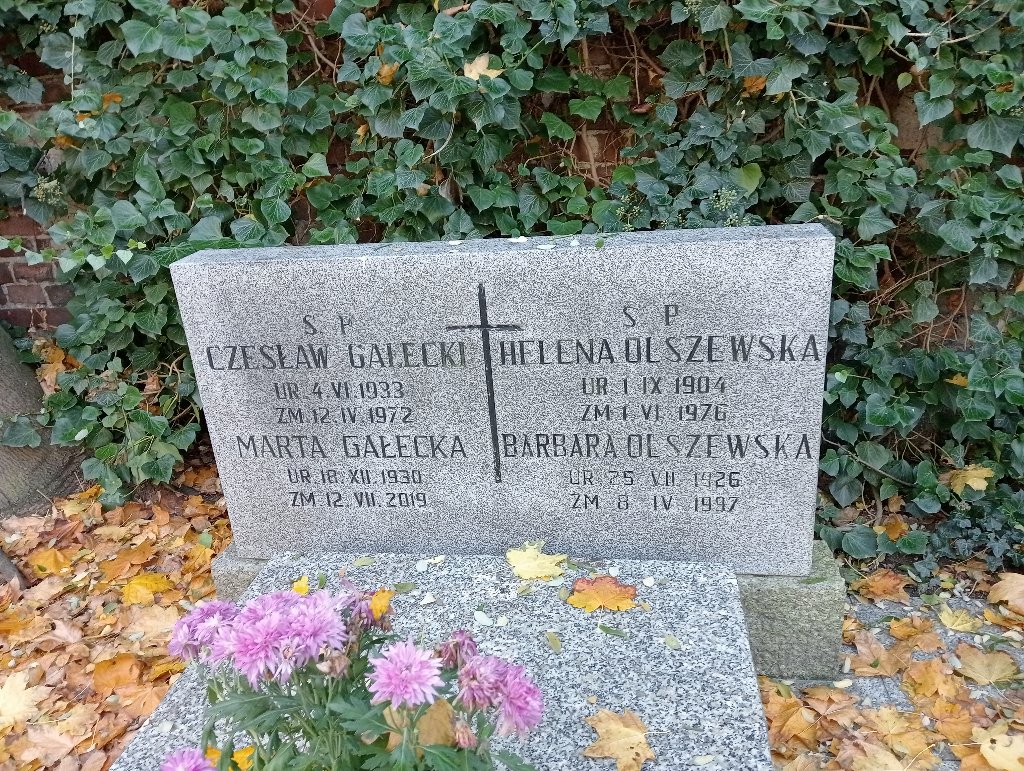 S P
CZESŁAW GAŁECKI
UR 4.VI.1933
ZM 12.IV.1972
MARTA GAŁECKA
UR 18.XII.1930
ZM 12.VII.2019
S P
HELENA OLSZEWSKA
UR 1 IX 1904
ZM 1.VI.1976
BARBARA OLSZEWSKA
UR 25 VII 1926
ZM 8 IV 1997